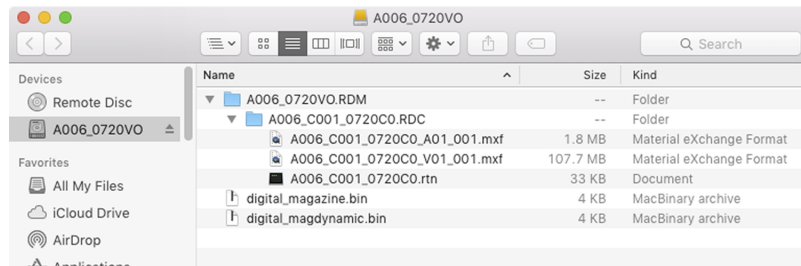 A006_0720VO
Search
Devices
Remote Disc
A006_0720VO
Favorites
All My Files
iCloud Drive
AirDrop
Applications
Name Size Kind
A006_0720VO.RDM -- Folder
A006_C001_0720C0.RDC -- Folder
A006_C001_0720C0_A01_001.mxf 1.8 MB Material eXchange Format
A006_C001_0720C0_V01_001.mxf 107.7 MB Material eXchange Format
A006_C001_0720C0.rtn 33 KB Document
digital_magazine.bin 4 KB MacBinary archive
digital_magdynamic.bin 4 KB MacBinary archive